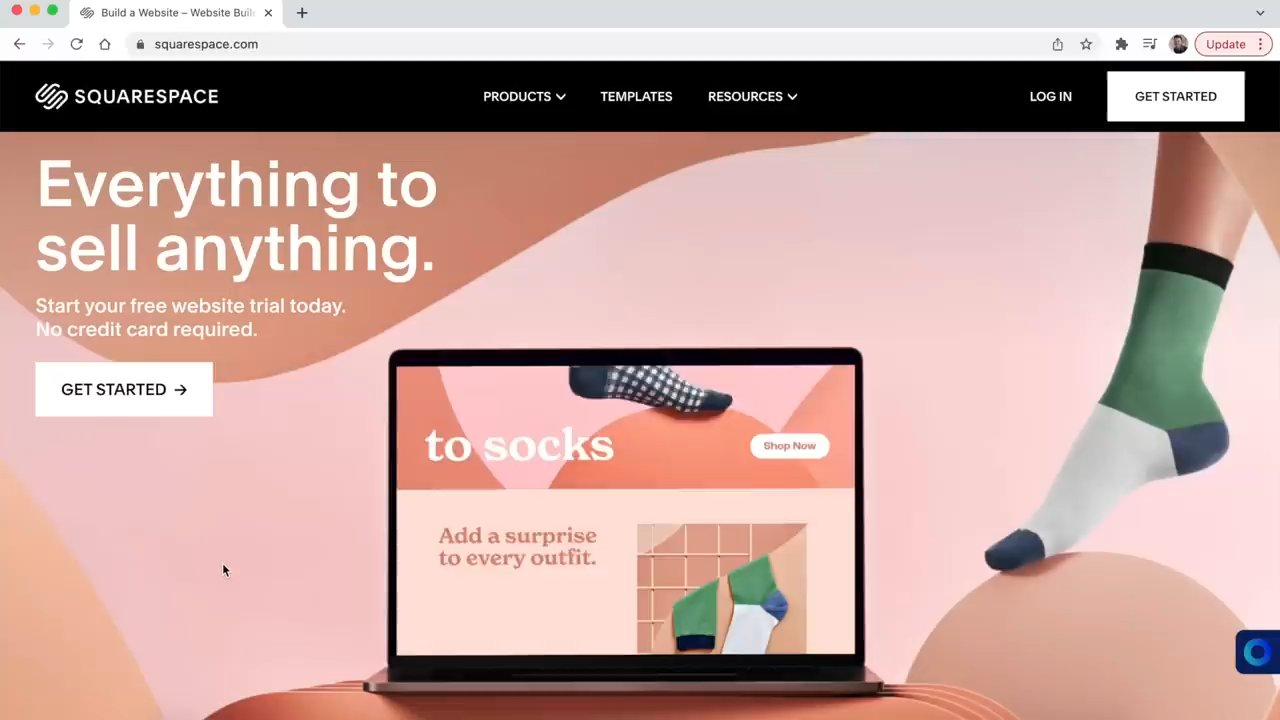 Build a Website – Website Buil
squarespace.com
Update
SQUARESPACE
PRODUCTS
TEMPLATES
RESOURCES
LOG IN
GET STARTED
Everything to
sell anything.
Start your free website trial today.
No credit card required.
GET STARTED →
to socks
Shop Now
Add a surprise
to every outfit.